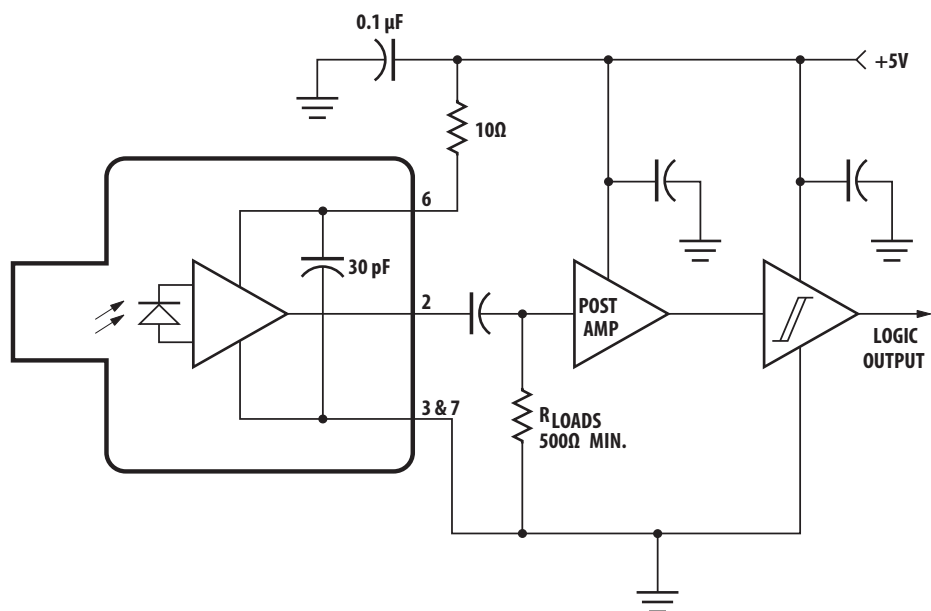 0.1 µF
+5V
10Ω
6
30 pF
2
POST
AMP
LOGIC
OUTPUT
3 & 7
RLOADS
500Ω MIN.